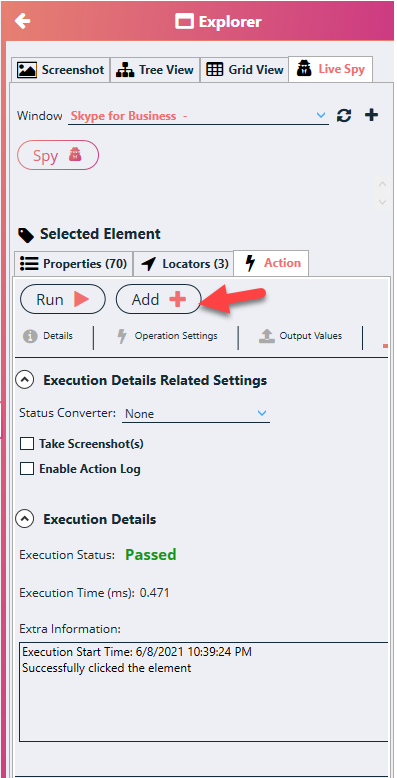 Explorer
Screenshot Tree View Grid View Live Spy
Window Skype for Business -
Spy
Selected Element
Properties (70) Locators (3) Action
Run Add
Details Operation Settings Output Values
Execution Details Related Settings
Status Converter: None
Take Screenshot(s)
Enable Action Log
Execution Details
Execution Status: Passed
Execution Time (ms): 0.471
Extra Information:
Execution Start Time: 6/8/2021 10:39:24 PM
Successfully clicked the element